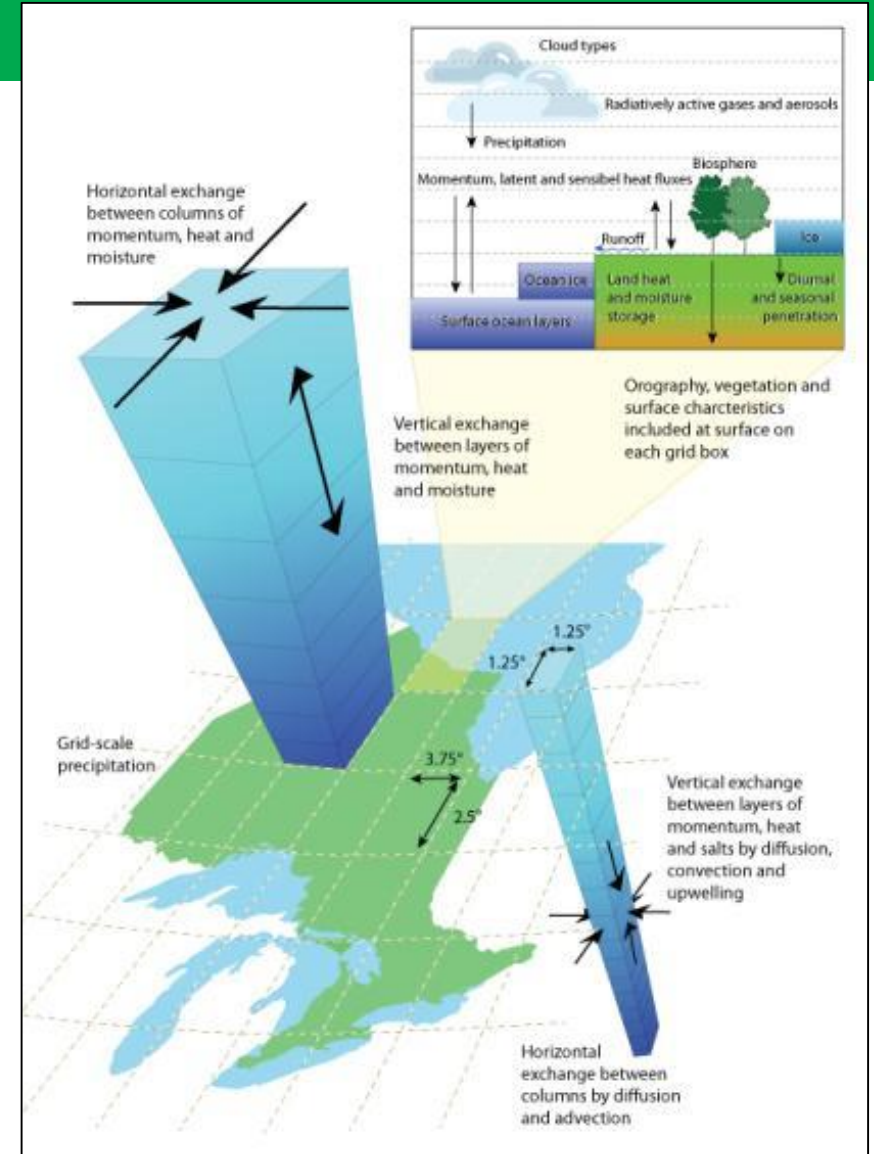 Cloud types
Radiatively active gases and aerosols
Precipitation
Biosphere
Momentum, latent and sensibel heat fluxes
Runoff
Ice
Ocean ice
Land heat
and moisture
storage
Diurnal
and seasonal
penetration
Surface ocean layers
Horizontal exchange
between columns of
momentum, heat and
moisture
Orography, vegetation and
surface charcteristics
included at surface on
each grid box
Vertical exchange
between layers of
momentum, heat
and moisture
1.25°
1.25°
Grid-scale
precipitation
3.75°
2.5°
Vertical exchange
between layers of
momentum, heat
and salts by diffusion,
convection and
upwelling
Horizontal
exchange between
columns by diffusion
and advection